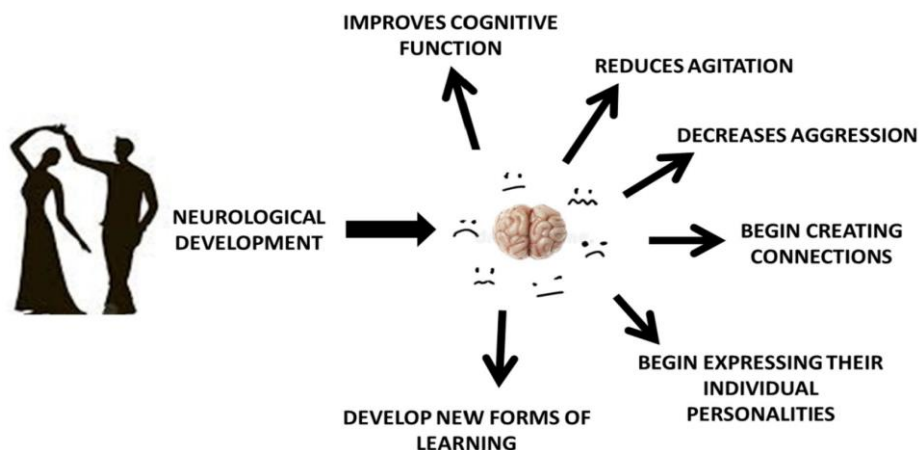 IMPROVES COGNITIVE
FUNCTION
REDUCES AGITATION
DECREASES AGGRESSION
NEUROLOGICAL
DEVELOPMENT
BEGIN CREATING
CONNECTIONS
BEGIN EXPRESSING THEIR
INDIVIDUAL
PERSONALITIES
DEVELOP NEW FORMS OF
LEARNING